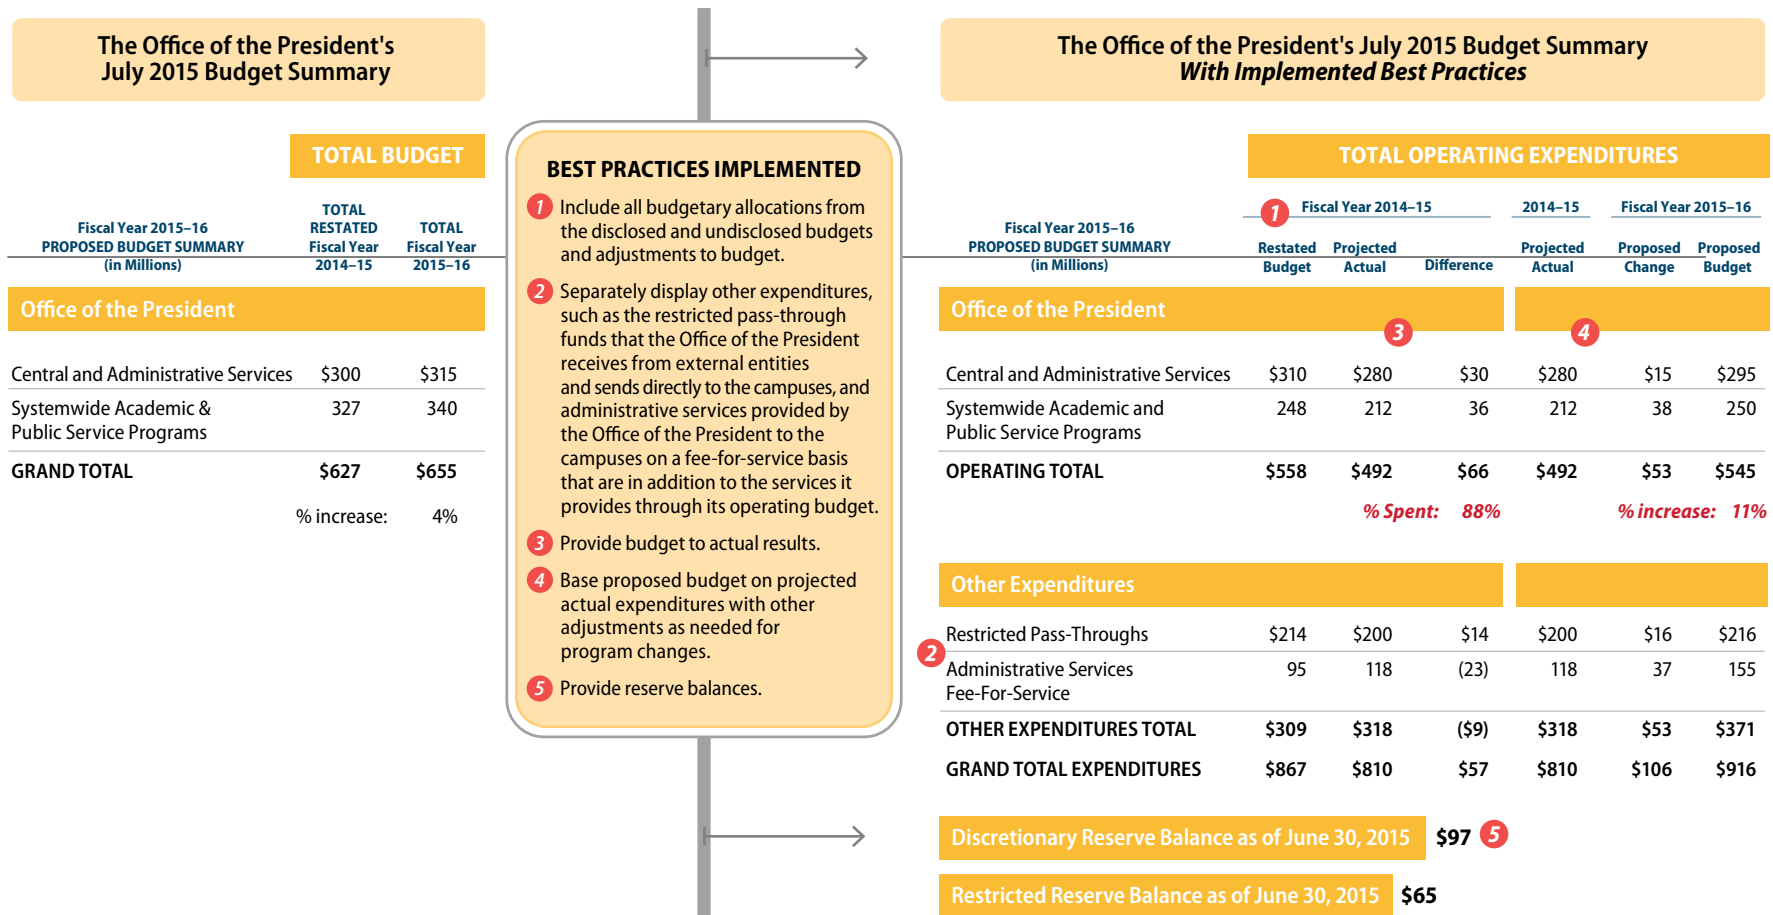 The Office of the President's
July 2015 Budget Summary
TOTAL BUDGET
Fiscal Year 2015–16
PROPOSED BUDGET SUMMARY
(in Millions)
TOTAL
RESTATED
Fiscal Year
2014–15
TOTAL
Fiscal Year
2015–16
Office of the President
Central and Administrative Services $300 $315
Systemwide Academic & 327 340
Public Service Programs
GRAND TOTAL $627 $655
% increase: 4%
BEST PRACTICES IMPLEMENTED
1 Include all budgetary allocations from
the disclosed and undisclosed budgets
and adjustments to budget.
2 Separately display other expenditures,
such as the restricted pass-through
funds that the Office of the President
receives from external entities
and sends directly to the campuses, and
administrative services provided by
the Office of the President to the
campuses on a fee-for-service basis
that are in addition to the services it
provides through its operating budget.
3 Provide budget to actual results.
4 Base proposed budget on projected
actual expenditures with other
adjustments as needed for
program changes.
5 Provide reserve balances.
The Office of the President's July 2015 Budget Summary
With Implemented Best Practices
TOTAL OPERATING EXPENDITURES
1 Fiscal Year 2014–15 2014–15 Fiscal Year 2015–16
Fiscal Year 2015–16
PROPOSED BUDGET SUMMARY
(in Millions)
Restated
Budget
Projected
Actual
Difference
Projected
Actual
Proposed
Change
Proposed
Budget
Office of the President
3 4
Central and Administrative Services $310 $280 $30 $280 $15 $295
Systemwide Academic and 248 212 36 212 38 250
Public Service Programs
OPERATING TOTAL $558 $492 $66 $492 $53 $545
% Spent: 88% % increase: 11%
Other Expenditures
Restricted Pass-Throughs $214 $200 $14 $200 $16 $216
2
Administrative Services 95 118 (23) 118 37 155
Fee-For-Service
OTHER EXPENDITURES TOTAL $309 $318 ($9) $318 $53 $371
GRAND TOTAL EXPENDITURES $867 $810 $57 $810 $106 $916
Discretionary Reserve Balance as of June 30, 2015 $97 5
Restricted Reserve Balance as of June 30, 2015 $65